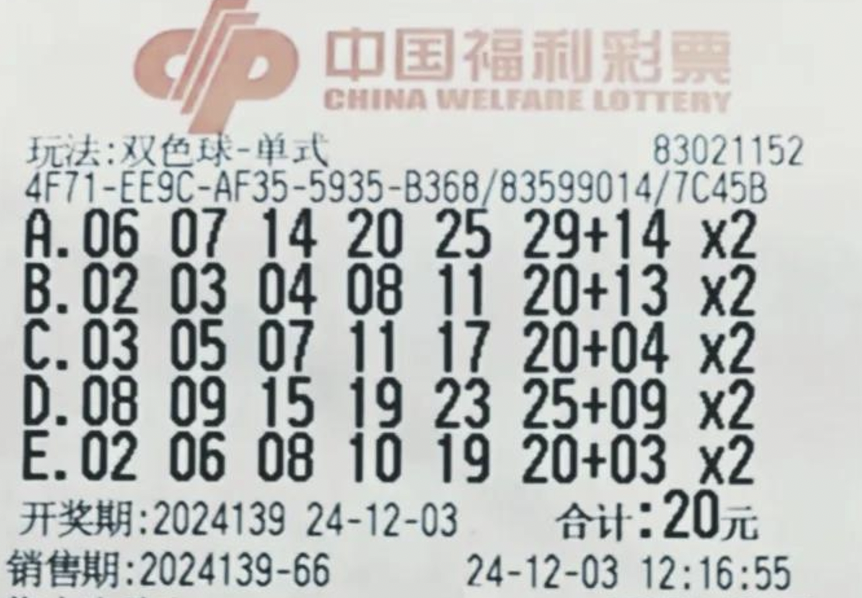 中国福利彩票
CHINA WELFARE LOTTERY
玩法:双色球-单式 83021152
4F71-EE9C-AF35-5935-B368/83599014/7C45B
A.06 07 14 20 25 29+14 x2
B.02 03 04 08 11 20+13 x2
C.03 05 07 11 17 20+04 x2
D.08 09 15 19 23 25+09 x2
E.02 06 08 10 19 20+03 x2
开奖期:2024139 24-12-03 合计:20元
销售期:2024139-66 24-12-03 12:16:55